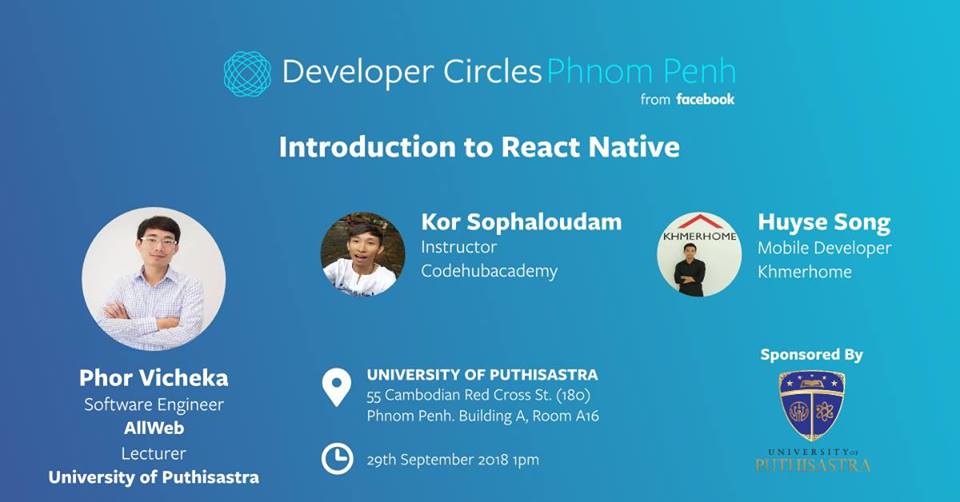 Developer Circles Phnom Penh
from facebook
Introduction to React Native
Phor Vicheka
Software Engineer
AllWeb
Lecturer
University of Puthisastra
Kor Sophaloudam
Instructor
Codehubacademy
KHMERHOME
Huyse Song
Mobile Developer
Khmerhome
UNIVERSITY OF PUTHISASTRA
55 Cambodian Red Cross St. (180)
Phnom Penh. Building A, Room A16
29th September 2018 1pm
Sponsored By
UNIVERSITY OF
PUTHISASTRA